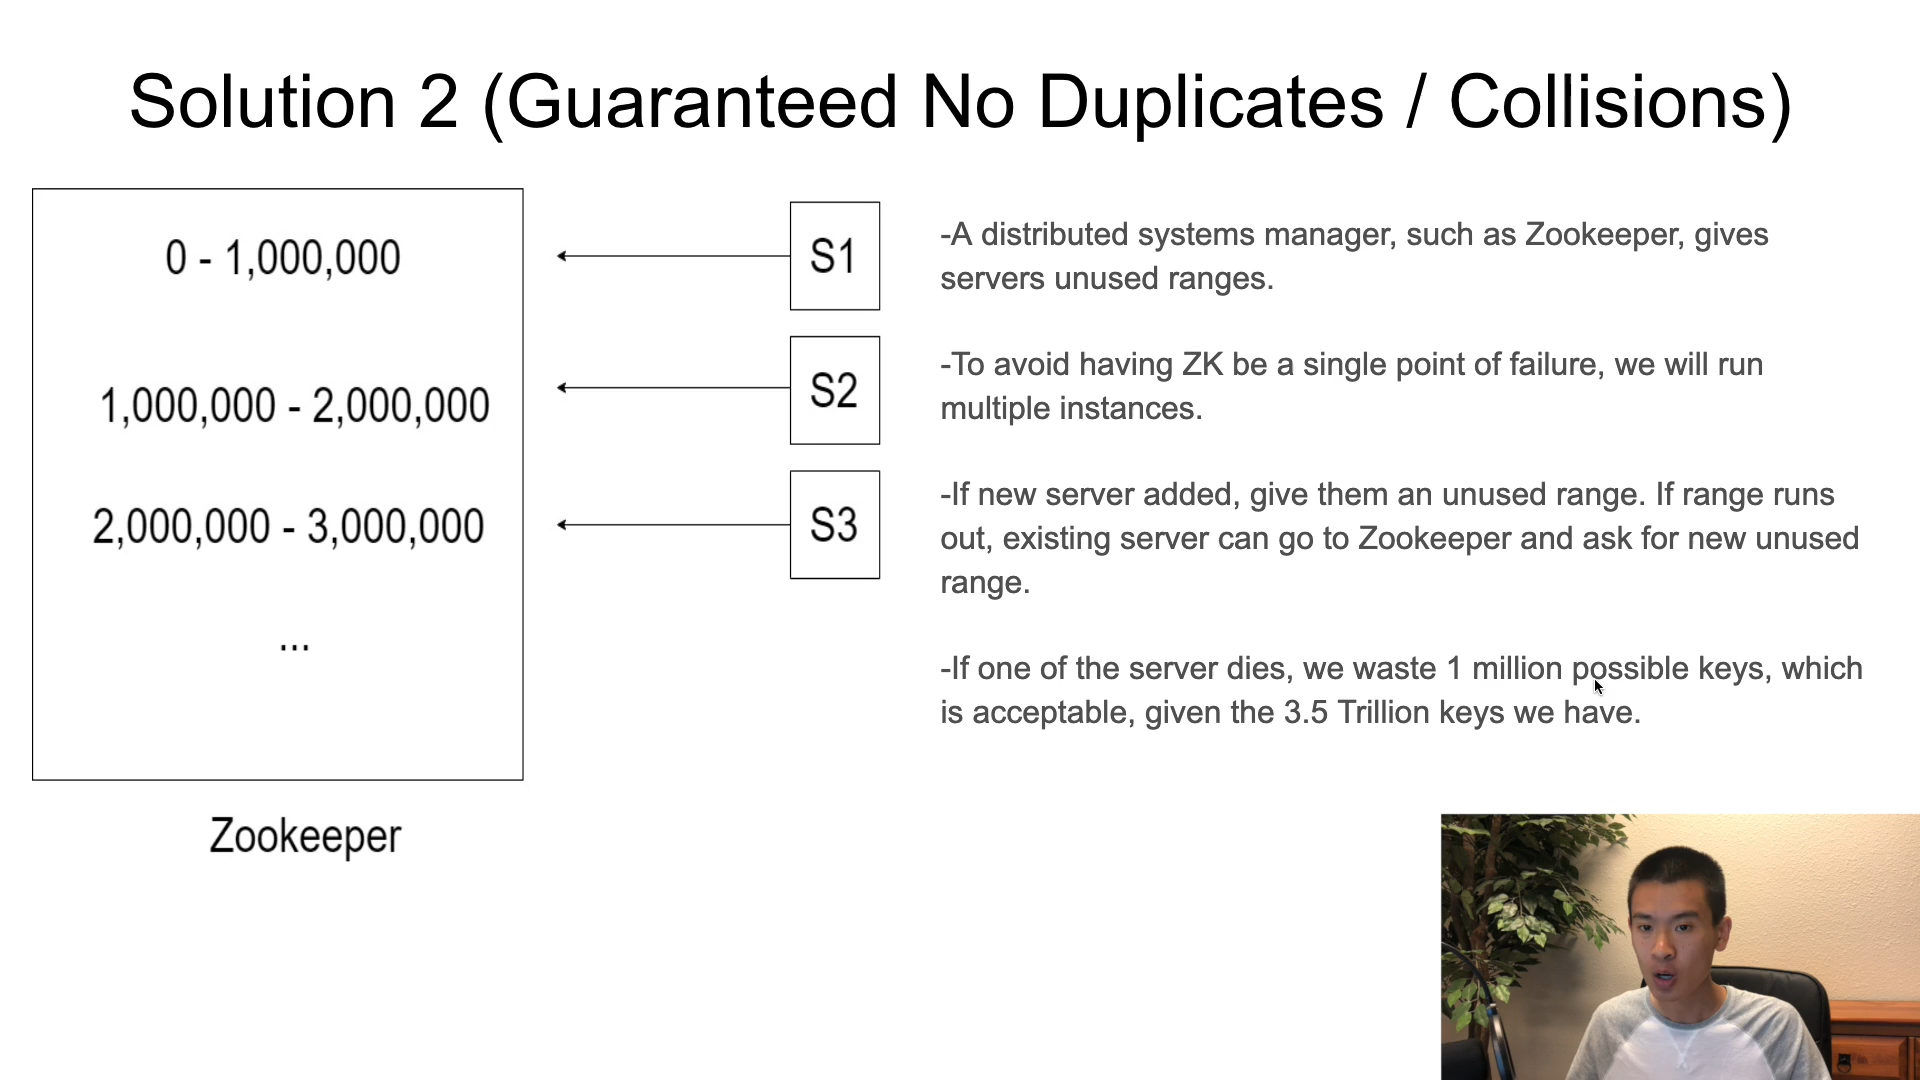 Solution 2 (Guaranteed No Duplicates / Collisions)
0 - 1,000,000
1,000,000 - 2,000,000
2,000,000 - 3,000,000
...
Zookeeper
S1
S2
S3
-A distributed systems manager, such as Zookeeper, gives
servers unused ranges.
-To avoid having ZK be a single point of failure, we will run
multiple instances.
-If new server added, give them an unused range. If range runs
out, existing server can go to Zookeeper and ask for new unused
range.
-If one of the server dies, we waste 1 million possible keys, which
is acceptable, given the 3.5 Trillion keys we have.